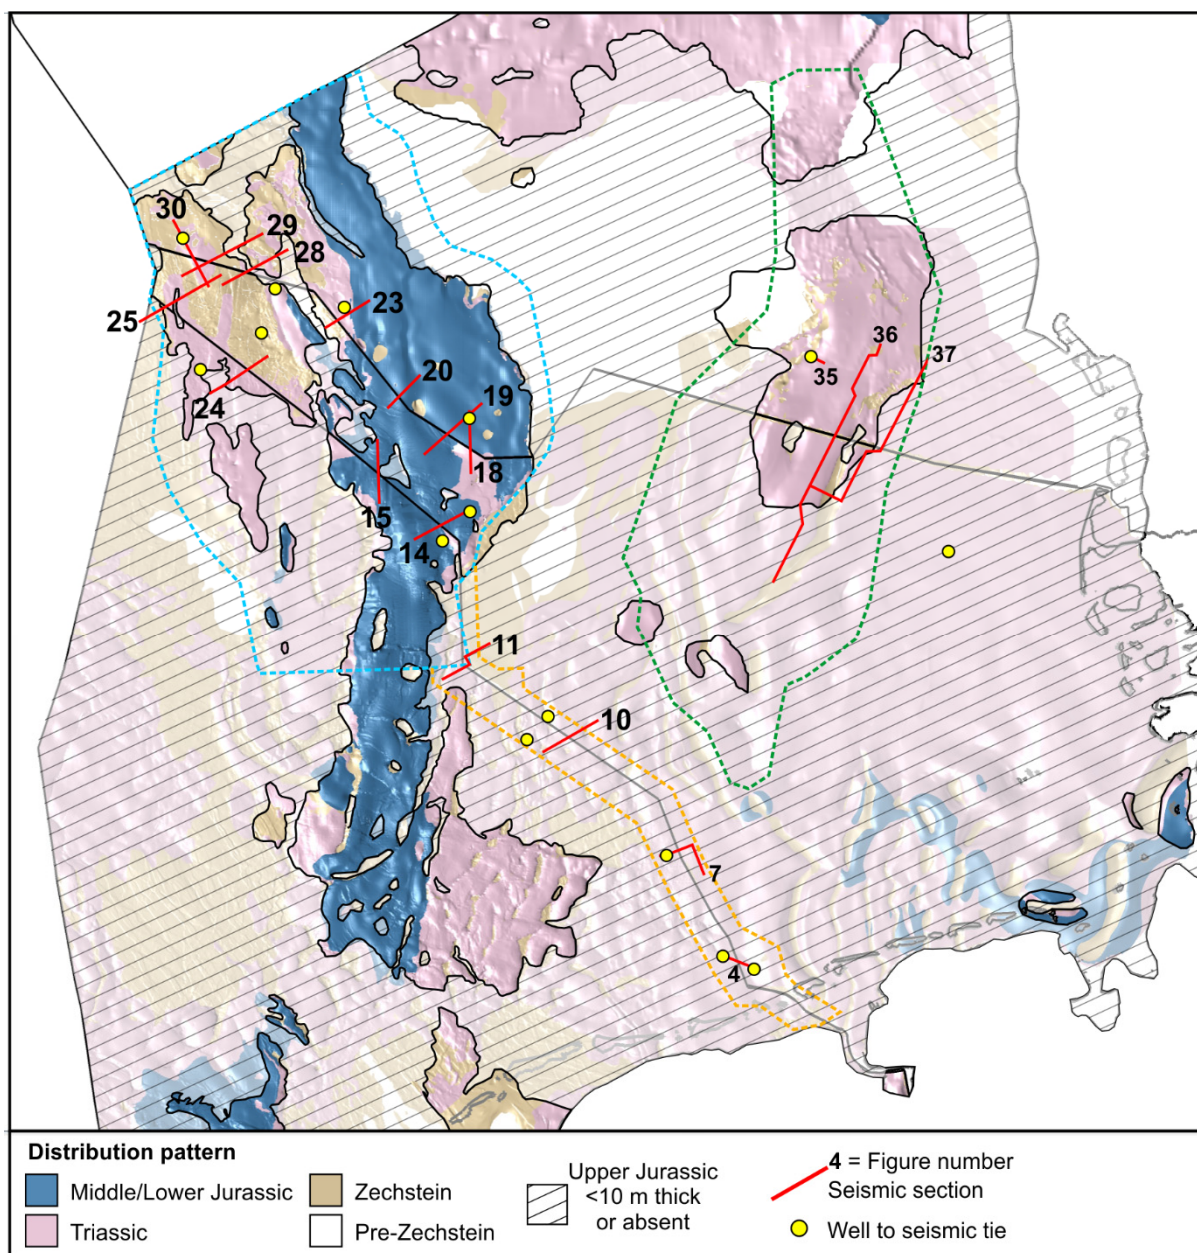 30
29
28
25
23
24
20
19
18
15
14
36
37
35
11
10
7
4
Distribution pattern
Middle/Lower Jurassic
Triassic
Zechstein
Pre-Zechstein
Upper Jurassic
<10 m thick
or absent
4 = Figure number
Seismic section
Well to seismic tie